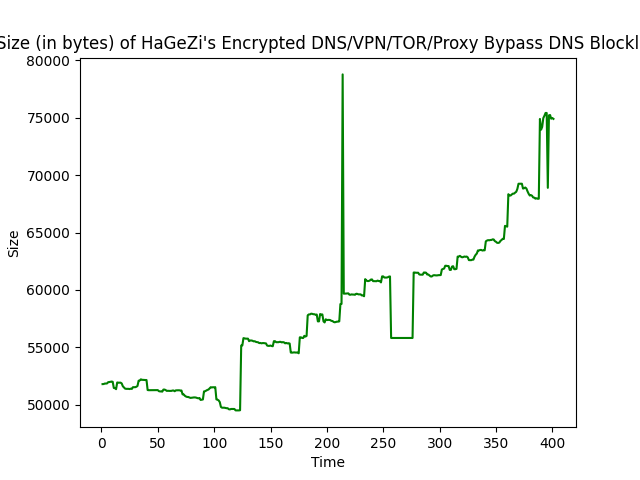 Size (in bytes) of HaGeZi's Encrypted DNS/VPN/TOR/Proxy Bypass DNS Blockl
80000
75000
70000
65000
60000
55000
50000
Size
0 50 100 150 200 250 300 350 400
Time